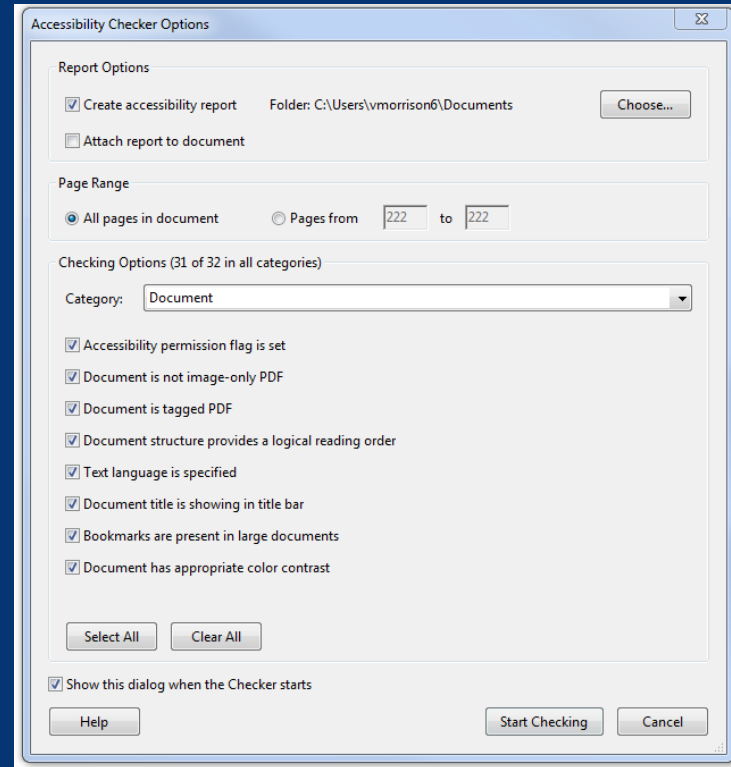 Accessibility Checker Options
Report Options
Create accessibility report Folder: C:\Users\vmorrison6\Documents Choose...
Attach report to document
Page Range
All pages in document Pages from 222 to 222
Checking Options (31 of 32 in all categories)
Category: Document
Accessibility permission flag is set
Document is not image-only PDF
Document is tagged PDF
Document structure provides a logical reading order
Text language is specified
Document title is showing in title bar
Bookmarks are present in large documents
Document has appropriate color contrast
Select All Clear All
Show this dialog when the Checker starts
Help Start Checking Cancel